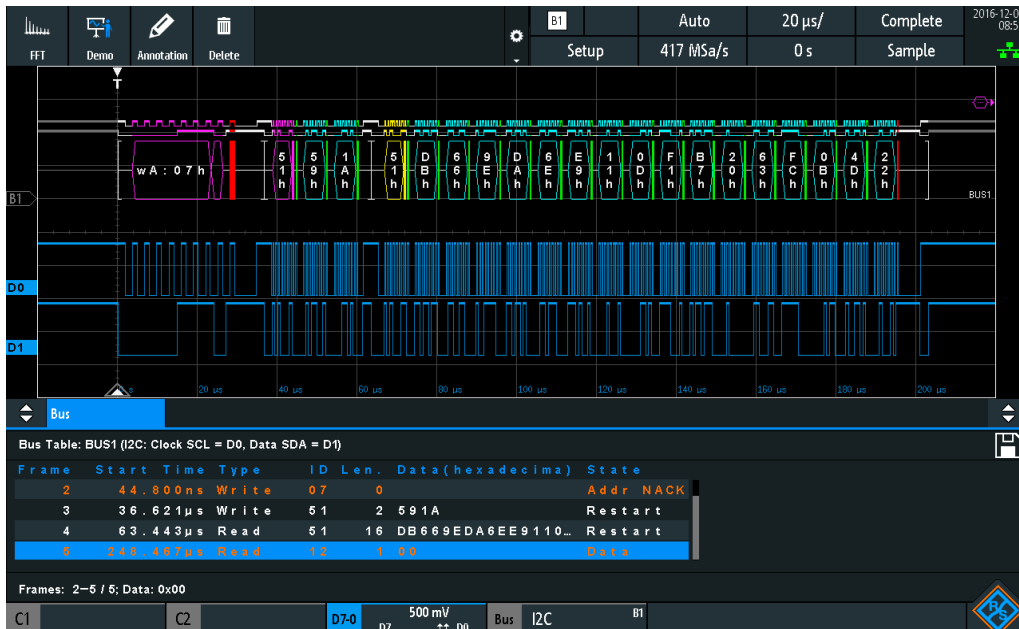 B1 Auto 20 µs/ Complete 2016-12-0
08:5
FFT Demo Annotation Delete
Setup 417 MSa/s 0 s Sample
T
wA:07h 51h 59h 1Ah 51h DBh 66h 9Eh DAh 6Eh E9h 11h 0Dh F1h B7h 20h 63h FCh 0Bh 4Dh 22h
B1
BUS1
D0
D1
20 µs 40 µs 60 µs 80 µs 100 µs 120 µs 140 µs 160 µs 180 µs 200 µs
Bus
Bus Table: BUS1 (I2C: Clock SCL = D0, Data SDA = D1)
Frame Start Time Type ID Len. Data(hexadecima) State
2 44.800ns Write 07 0 Addr NACK
3 36.621µs Write 51 2 591A Restart
4 63.443µs Read 51 16 DB669EDA6EE9110… Restart
5 248.467µs Read 12 1 00 Data
Frames: 2–5 / 5; Data: 0x00
C1 C2 D7-0 500 mV Bus I2C B1
D7 D0
R&S